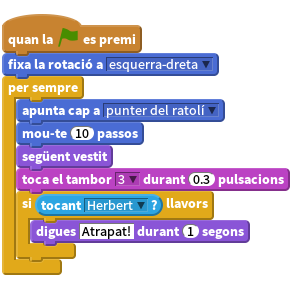 quan la es premi
fixa la rotació a esquerra-dreta
per sempre
apunta cap a punter del ratolí
mou-te 10 passos
següent vestit
toca el tambor 3 durant 0.3 pulsacions
si tocant Herbert ? llavors
digues Atrapat! durant 1 segons